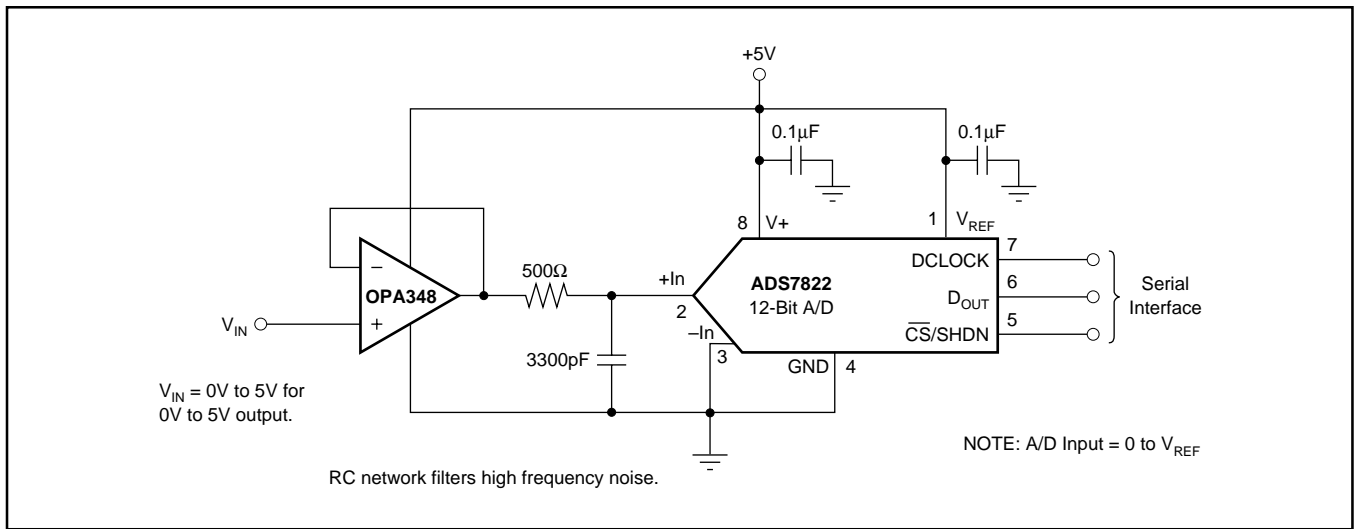 +5V
0.1μF
0.1μF
8 V+
1 V_REF
7
DCLOCK
500Ω
+In
ADS7822
6
OPA348
12-Bit A/D
D_OUT
Serial
Interface
2
−
+
V_IN
–In
5
C̅S̅/SHDN
3
3300pF
GND 4
V_IN = 0V to 5V for
0V to 5V output.
NOTE: A/D Input = 0 to V_REF
RC network filters high frequency noise.